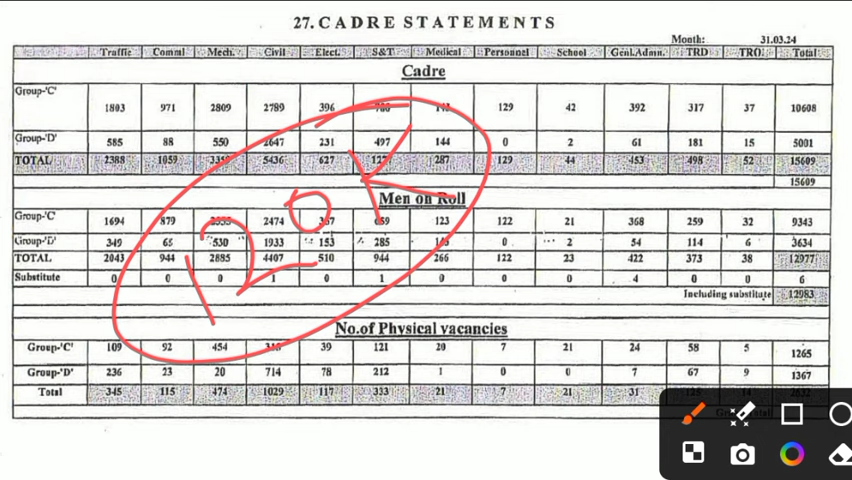 27. CADRE STATEMENTS
Month: 31.03.24
Traffic Comml Mech. Civil Elect. S&T Medical Personnel School Genl.Admn. TRD TRO. Total
Cadre
Group-'C' 1803 971 2809 2789 396 129 42 392 317 37 10608
Group-'D' 585 88 550 2647 231 497 144 0 2 61 181 15 5001
TOTAL 2388 1059 5436 627 287 129 44 453 498 52 15609
15609
Men on Roll
Group-'C' 1694 879 2474 123 122 21 368 259 32 9343
Group-'D' 349 65 530 1933 153 285 0 2 54 114 6 3634
TOTAL 2043 944 2885 4407 510 944 266 122 23 422 373 38 12977
Substitute 0 0 0 1 0 1 0 0 0 4 0 0 6
Including substitute 12983
120K
No.of Physical vacancies
Group-'C' 109 92 454 39 121 20 7 21 24 58 5 1265
Group-'D' 236 23 20 714 78 212 1 0 0 7 67 9 1367
Total 345 115 474 1029 117 333 21 7 21 31